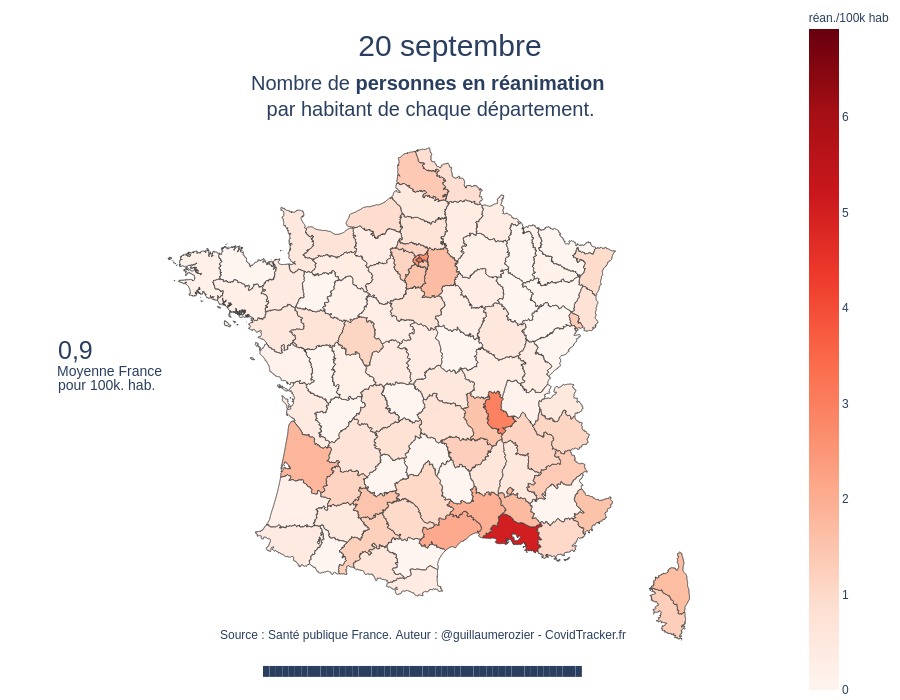 réan./100k hab
20 septembre
Nombre de personnes en réanimation
par habitant de chaque département.
6
5
4
3
2
1
0
0,9
Moyenne France
pour 100k. hab.
Source : Santé publique France. Auteur : @guillaumerozier - CovidTracker.fr